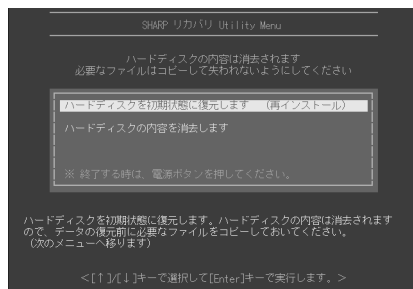 SHARP リカバリ Utility Menu
ハードディスクの内容は消去されます
必要なファイルはコピーして失われないようにしてください
ハードディスクを初期状態に復元します （再インストール）
ハードディスクの内容を消去します
※ 終了する時は、電源ボタンを押してください。
ハードディスクを初期状態に復元します。ハードディスクの内容は消去されます
ので、データの復元前に必要なファイルをコピーしておいてください。
（次のメニューへ移ります）
<[↑]/[↓]キーで選択して[Enter]キーで実行します。>